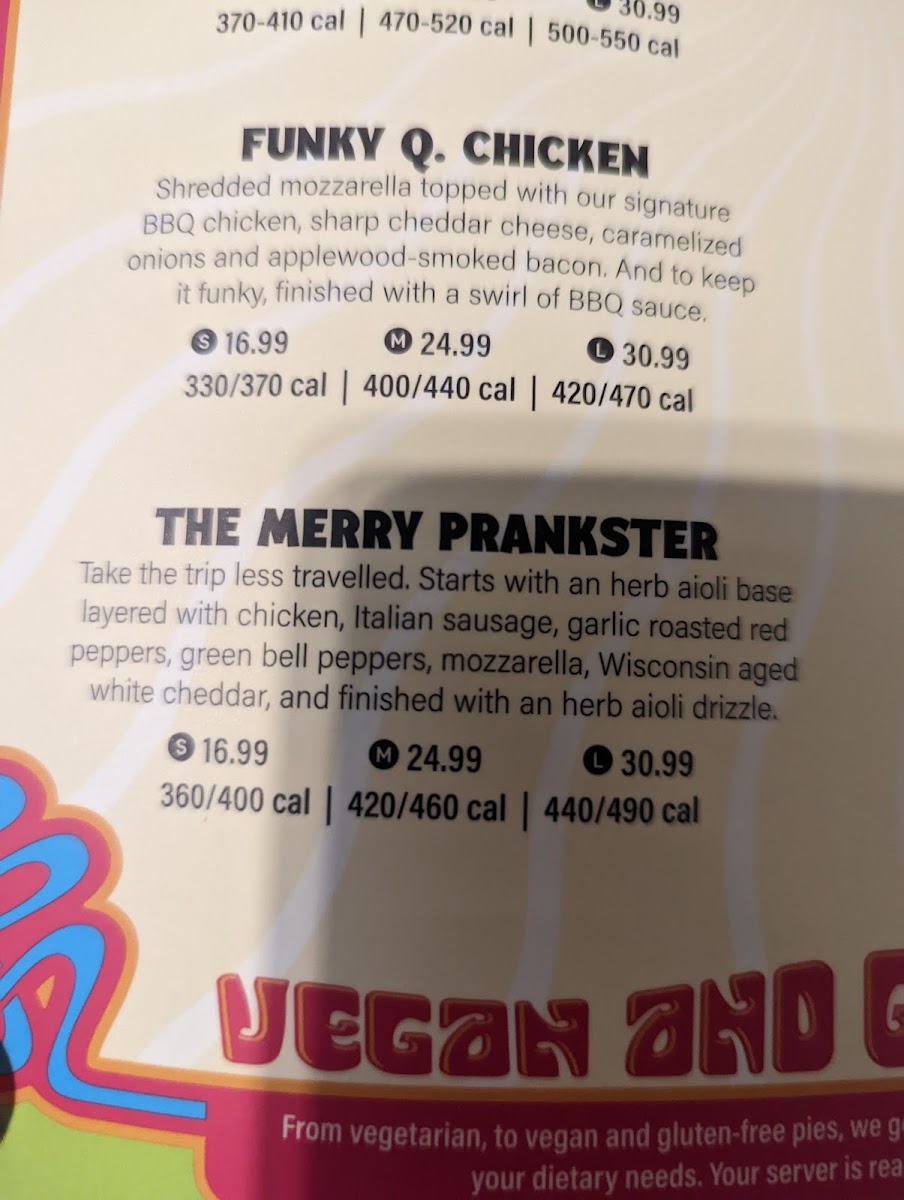 L 30.99
370-410 cal | 470-520 cal | 500-550 cal
FUNKY Q. CHICKEN
Shredded mozzarella topped with our signature
BBQ chicken, sharp cheddar cheese, caramelized
onions and applewood-smoked bacon. And to keep
it funky, finished with a swirl of BBQ sauce.
S 16.99 M 24.99 L 30.99
330/370 cal | 400/440 cal | 420/470 cal
THE MERRY PRANKSTER
Take the trip less travelled. Starts with an herb aioli base
layered with chicken, Italian sausage, garlic roasted red
peppers, green bell peppers, mozzarella, Wisconsin aged
white cheddar, and finished with an herb aioli drizzle.
S 16.99 M 24.99 L 30.99
360/400 cal | 420/460 cal | 440/490 cal
VEGAN AND
From vegetarian, to vegan and gluten-free pies, we
your dietary needs. Your server is